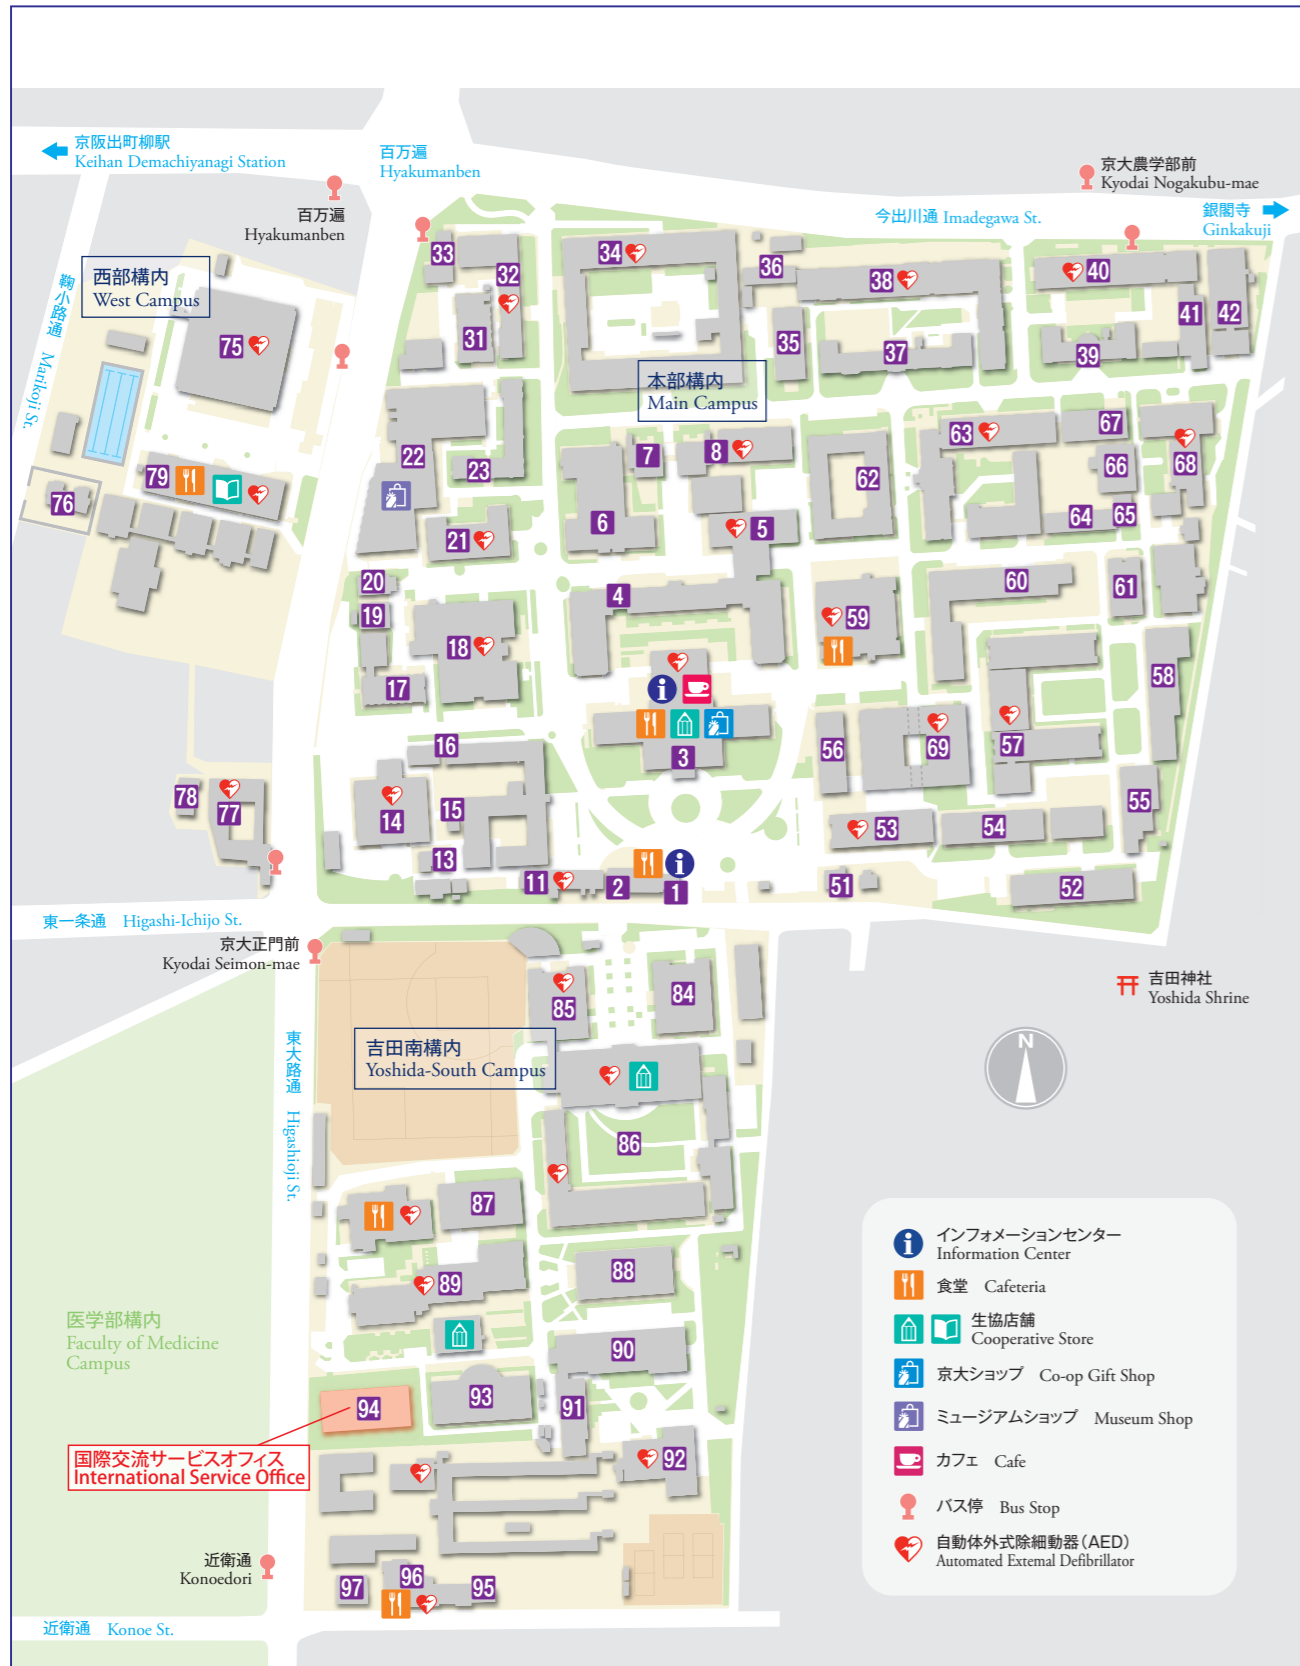 京阪出町柳駅
Keihan Demachiyanagi Station
百万遍
Hyakumanben
百万遍
Hyakumanben
京大農学部前
Kyodai Nogakubu-mae
今出川通 Imadegawa St.
銀閣寺
Ginkakuji
西部構内
West Campus
鞠小路通 Marikoji St.
本部構内
Main Campus
33
32
34
36
38
40
41
42
31
35
37
39
75
22
23
7
8
63
67
66
68
62
79
76
21
6
5
64
65
20
19
4
60
61
59
18
17
58
16
3
56
69
57
78
77
14
15
13
55
53
54
11
2
1
51
52
東一条通 Higashi-Ichijo St.
京大正門前
Kyodai Seimon-mae
吉田神社
Yoshida Shrine
N
85
84
吉田南構内
Yoshida-South Campus
東大路通 Higashioji St.
86
87
88
89
90
医学部構内
Faculty of Medicine
Campus
94
93
91
国際交流サービスオフィス
International Service Office
92
近衛通
Konoedori
97
96
95
近衛通 Konoe St.
インフォメーションセンター
Information Center
食堂 Cafeteria
生協店舗
Cooperative Store
京大ショップ Co-op Gift Shop
ミュージアムショップ Museum Shop
カフェ Cafe
バス停 Bus Stop
自動体外式除細動器(AED)
Automated External Defibrillator